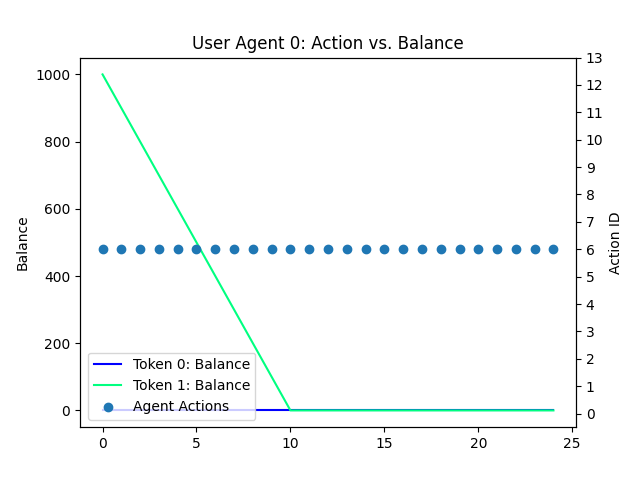 User Agent 0: Action vs. Balance
1000
800
600
400
200
0
Balance
13
12
11
10
9
8
7
6
5
4
3
2
1
0
Action ID
Token 0: Balance
Token 1: Balance
Agent Actions
0 5 10 15 20 25